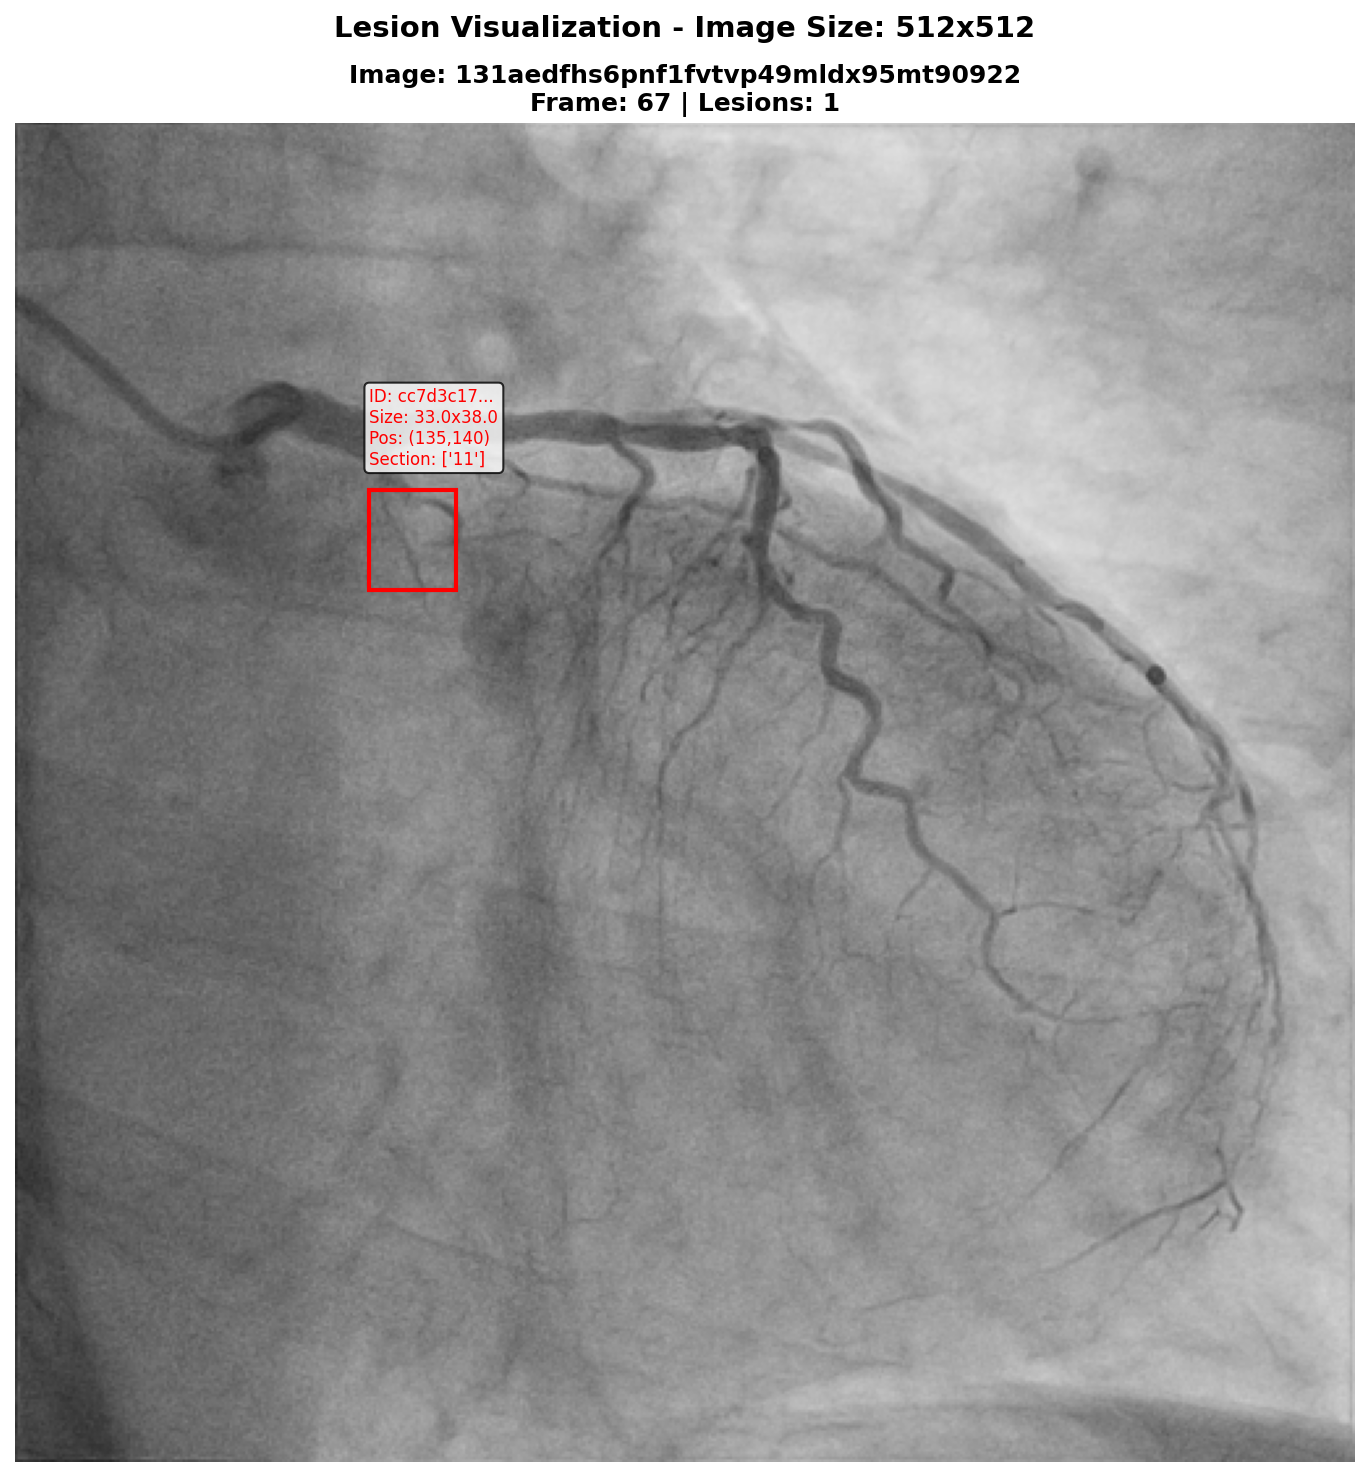 Lesion Visualization - Image Size: 512x512
Image: 131aedfhs6pnf1fvtvp49mldx95mt90922
Frame: 67 | Lesions: 1
ID: cc7d3c17...
Size: 33.0x38.0
Pos: (135,140)
Section: ['11']